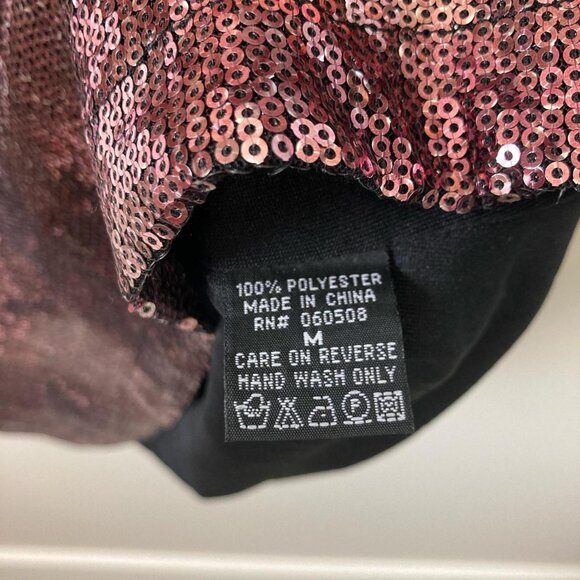 100% POLYESTER
MADE IN CHINA
RN# 060508
M
CARE ON REVERSE
HAND WASH ONLY
P